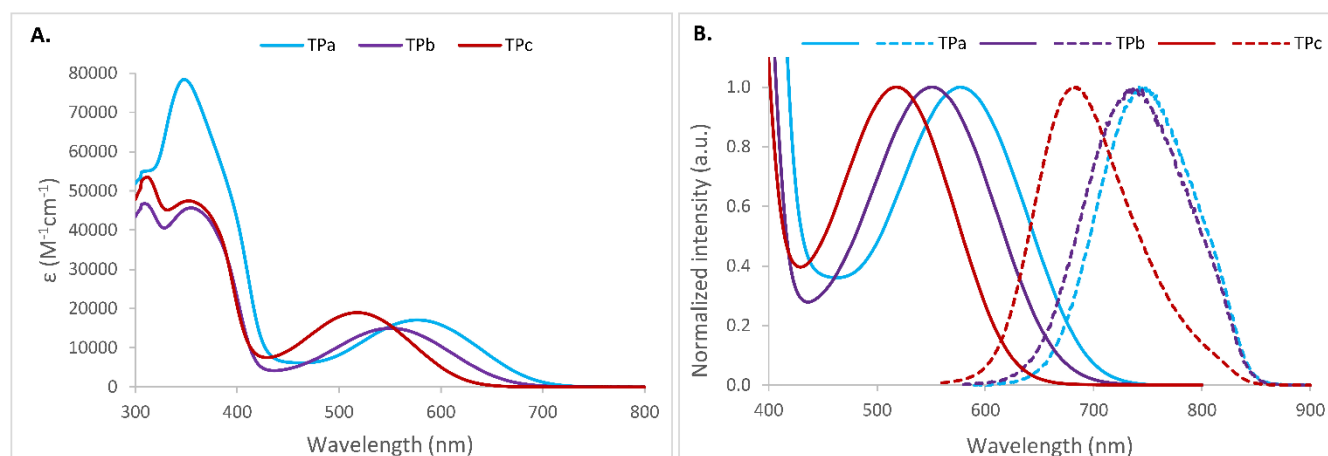 A.
TPa TPb TPc
80000
70000
60000
50000
40000
30000
20000
10000
0
ε (M⁻¹cm⁻¹)
300 400 500 600 700 800
Wavelength (nm)
B.
TPa TPb TPc
1.0
0.8
0.6
0.4
0.2
0.0
Normalized intensity (a.u.)
400 500 600 700 800 900
Wavelength (nm)